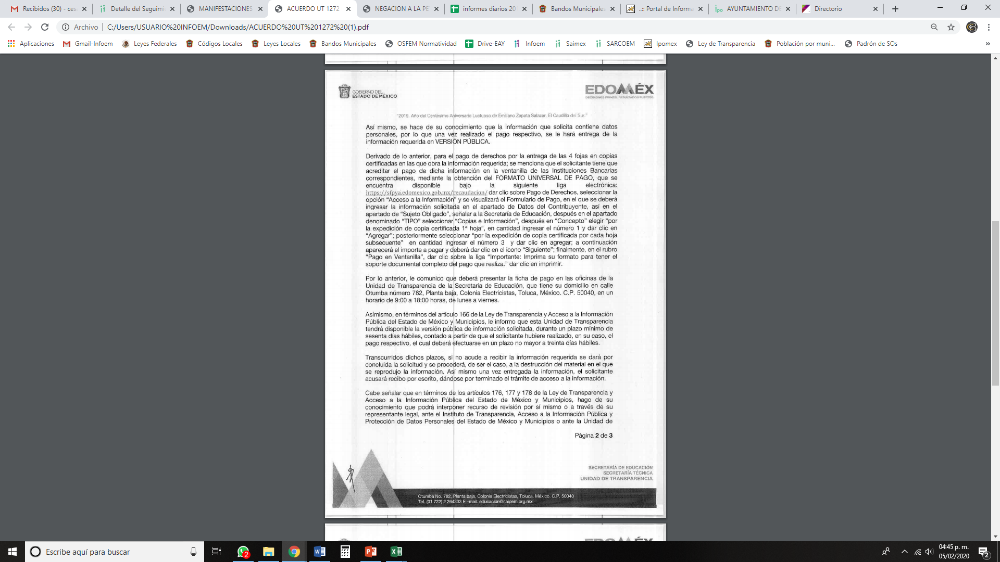 Recibidos (30) - ces
Detalle del Seguimi
MANIFESTACIONES
ACUERDO UT 1272
NEGACION A LA PE
informes diarios 201
Bandos Municipales
..:: Portal de Informa
AYUNTAMIENTO DE
Directorio
Archivo
C:/Users/USUARIO%20INFOEM/Downloads/ACUERDO%20UT%201272%20(1).pdf
Aplicaciones
Gmail-Infoem
Leyes Federales
Códigos Locales
Leyes Locales
Bandos Municipales
OSFEM Normatividad
Drive-EAY
Infoem
Saimex
SARCOEM
Ipomex
Ley de Transparencia
Población por muni...
Padrón de SOs
»
GOBIERNO DEL
ESTADO DE MÉXICO
EDOMÉX
DECISIONES FIRMES, RESULTADOS FUERTES.
"2019. Año del Centésimo Aniversario Luctuoso de Emiliano Zapata Salazar. El Caudillo del Sur."
Así mismo, se hace de su conocimiento que la información que solicita contiene datos
personales, por lo que una vez realizado el pago respectivo, se le hará entrega de la
información requerida en VERSIÓN PÚBLICA.
Derivado de lo anterior, para el pago de derechos por la entrega de las 4 fojas en copias
certificadas en las que obra la información requerida; se menciona que el solicitante tiene que
acreditar el pago de dicha información en la ventanilla de las Instituciones Bancarias
correspondientes, mediante la obtención del FORMATO UNIVERSAL DE PAGO, que se
encuentra disponible bajo la siguiente liga electrónica:
https://sfpya.edomexico.gob.mx/recaudacion/ dar clic sobre Pago de Derechos, seleccionar la
opción “Acceso a la Información” y se visualizará el Formulario de Pago, en el que se deberá
ingresar la información solicitada en el apartado de Datos del Contribuyente, así en el
apartado de “Sujeto Obligado”, señalar a la Secretaría de Educación, después en el apartado
denominado “TIPO” seleccionar “Copias e Información”, después en “Concepto” elegir “por
la expedición de copia certificada 1ª hoja”, en cantidad ingresar el número 1 y dar clic en
“Agregar”; posteriormente seleccionar “por la expedición de copia certificada por cada hoja
subsecuente” en cantidad ingresar el número 3 y dar clic en agregar; a continuación
aparecerá el importe a pagar y deberá dar clic en el icono “Siguiente”; finalmente, en el rubro
“Pago en Ventanilla”, dar clic sobre la liga “Importante: Imprima su formato para tener el
soporte documental completo del pago que realiza.” dar clic en imprimir.
Por lo anterior, le comunico que deberá presentar la ficha de pago en las oficinas de la
Unidad de Transparencia de la Secretaría de Educación, que tiene su domicilio en calle
Otumba número 782, Planta baja, Colonia Electricistas, Toluca, México. C.P. 50040, en un
horario de 9:00 a 18:00 horas, de lunes a viernes.
Asimismo, en términos del artículo 166 de la Ley de Transparencia y Acceso a la Información
Pública del Estado de México y Municipios, le informo que esta Unidad de Transparencia
tendrá disponible la versión pública de información solicitada, durante un plazo mínimo de
sesenta días hábiles, contado a partir de que el solicitante hubiere realizado, en su caso, el
pago respectivo, el cual deberá efectuarse en un plazo no mayor a treinta días hábiles.
Transcurridos dichos plazos, si no acude a recibir la información requerida se dará por
concluida la solicitud y se procederá, de ser el caso, a la destrucción del material en el que
se reprodujo la información. Así mismo una vez entregada la información, el solicitante
acusará recibo por escrito, dándose por terminado el trámite de acceso a la información.
Cabe señalar que en términos de los artículos 176, 177 y 178 de la Ley de Transparencia y
Acceso a la Información Pública del Estado de México y Municipios, hago de su
conocimiento que podrá interponer recurso de revisión por sí mismo o a través de su
representante legal, ante el Instituto de Transparencia, Acceso a la Información Pública y
Protección de Datos Personales del Estado de México y Municipios o ante la Unidad de
Página 2 de 3
SECRETARÍA DE EDUCACIÓN
SECRETARÍA TÉCNICA
UNIDAD DE TRANSPARENCIA
Otumba No. 782, Planta baja, Colonia Electricistas, Toluca, México. C.P. 50040
Tel. (01 722) 2 264333 E –mail: educacion@itaipem.org.mx
Escribe aquí para buscar
2
04:45 p. m.
05/02/2020
2